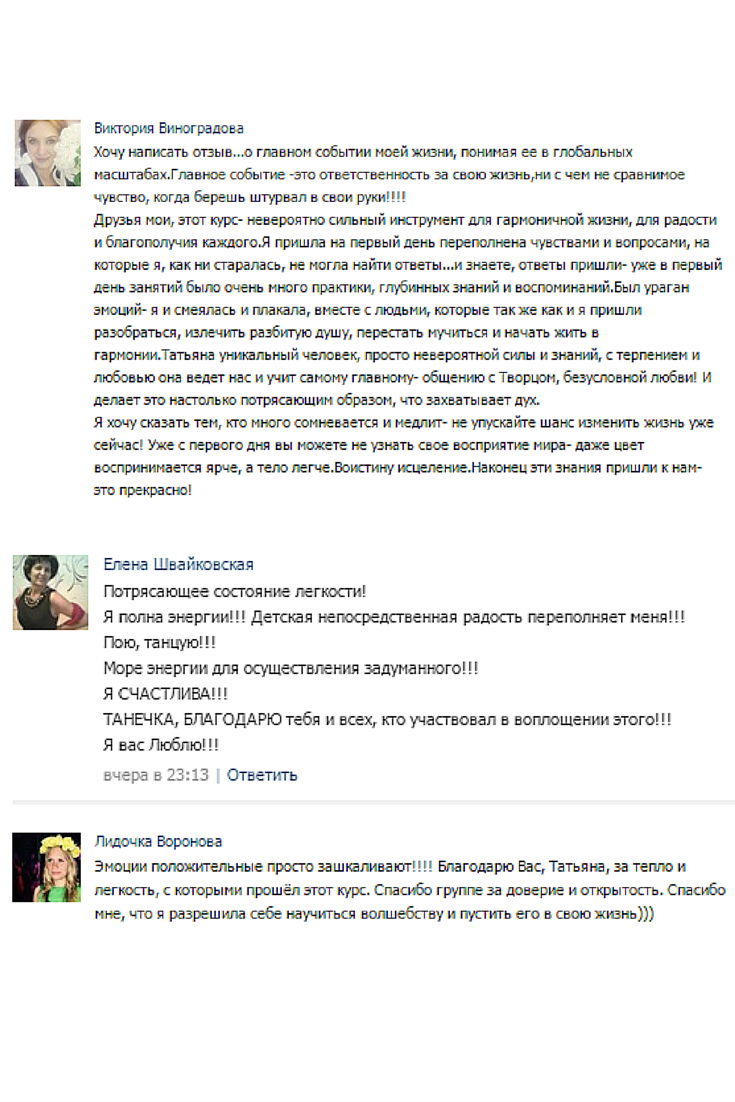 Виктория Виноградова
Хочу написать отзыв...о главном событии моей жизни, понимая ее в глобальных
масштабах.Главное событие -это ответственность за свою жизнь,ни с чем не сравнимое
чувство, когда берешь штурвал в свои руки!!!!
Друзья мои, этот курс- невероятно сильный инструмент для гармоничной жизни, для радости
и благополучия каждого.Я пришла на первый день переполнена чувствами и вопросами, на
которые я, как ни старалась, не могла найти ответы...и знаете, ответы пришли- уже в первый
день занятий было очень много практики, глубинных знаний и воспоминаний.Был ураган
эмоций- я и смеялась и плакала, вместе с людьми, которые так же как и я пришли
разобраться, излечить разбитую душу, перестать мучиться и начать жить в
гармонии.Татьяна уникальный человек, просто невероятной силы и знаний, с терпением и
любовью она ведет нас и учит самому главному- общению с Творцом, безусловной любви! И
делает это настолько потрясающим образом, что захватывает дух.
Я хочу сказать тем, кто много сомневается и медлит- не упускайте шанс изменить жизнь уже
сейчас! Уже с первого дня вы можете не узнать свое восприятие мира- даже цвет
воспринимается ярче, а тело легче.Воистину исцеление.Наконец эти знания пришли к нам-
это прекрасно!
Елена Швайковская
Потрясающее состояние легкости!
Я полна энергии!!! Детская непосредственная радость переполняет меня!!!
Пою, танцую!!!
Море энергии для осуществления задуманного!!!
Я СЧАСТЛИВА!!!
ТАНЕЧКА, БЛАГОДАРЮ тебя и всех, кто участвовал в воплощении этого!!!
Я вас Люблю!!!
вчера в 23:13 | Ответить
Лидочка Воронова
Эмоции положительные просто зашкаливают!!!! Благодарю Вас, Татьяна, за тепло и
легкость, с которыми прошёл этот курс. Спасибо группе за доверие и открытость. Спасибо
мне, что я разрешила себе научиться волшебству и пустить его в свою жизнь)))